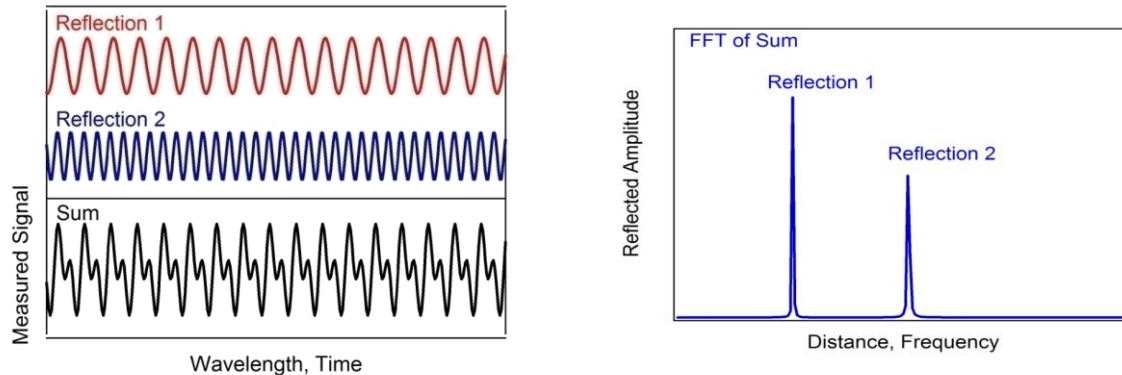 Reflection 1
Reflection 2
Sum
Measured Signal
Wavelength, Time
FFT of Sum
Reflection 1
Reflection 2
Reflected Amplitude
Distance, Frequency